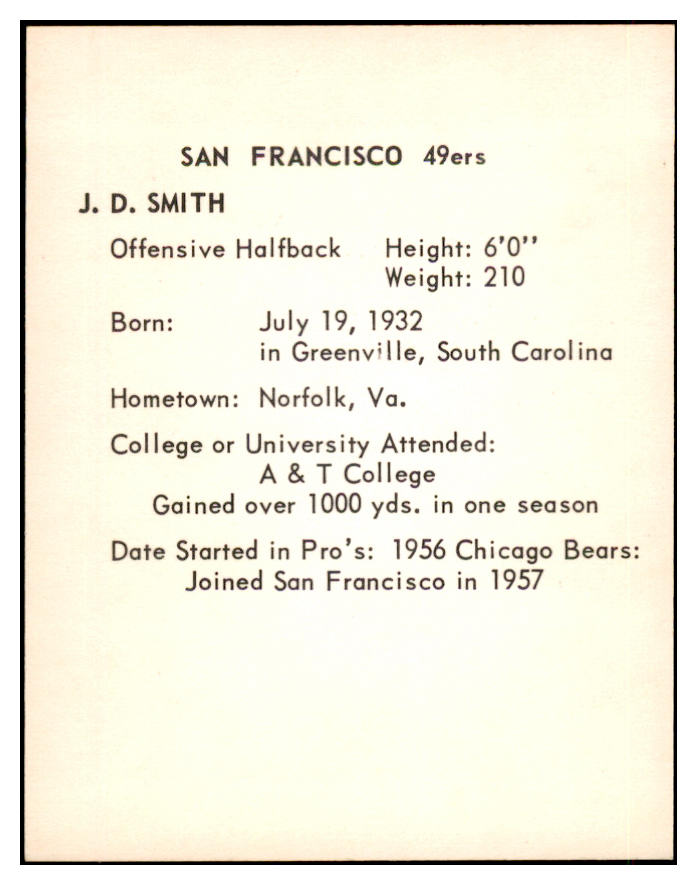 SAN FRANCISCO 49ers
J. D. SMITH
Offensive Halfback Height: 6'0''
Weight: 210
Born: July 19, 1932
in Greenville, South Carolina
Hometown: Norfolk, Va.
College or University Attended:
A & T College
Gained over 1000 yds. in one season
Date Started in Pro's: 1956 Chicago Bears:
Joined San Francisco in 1957